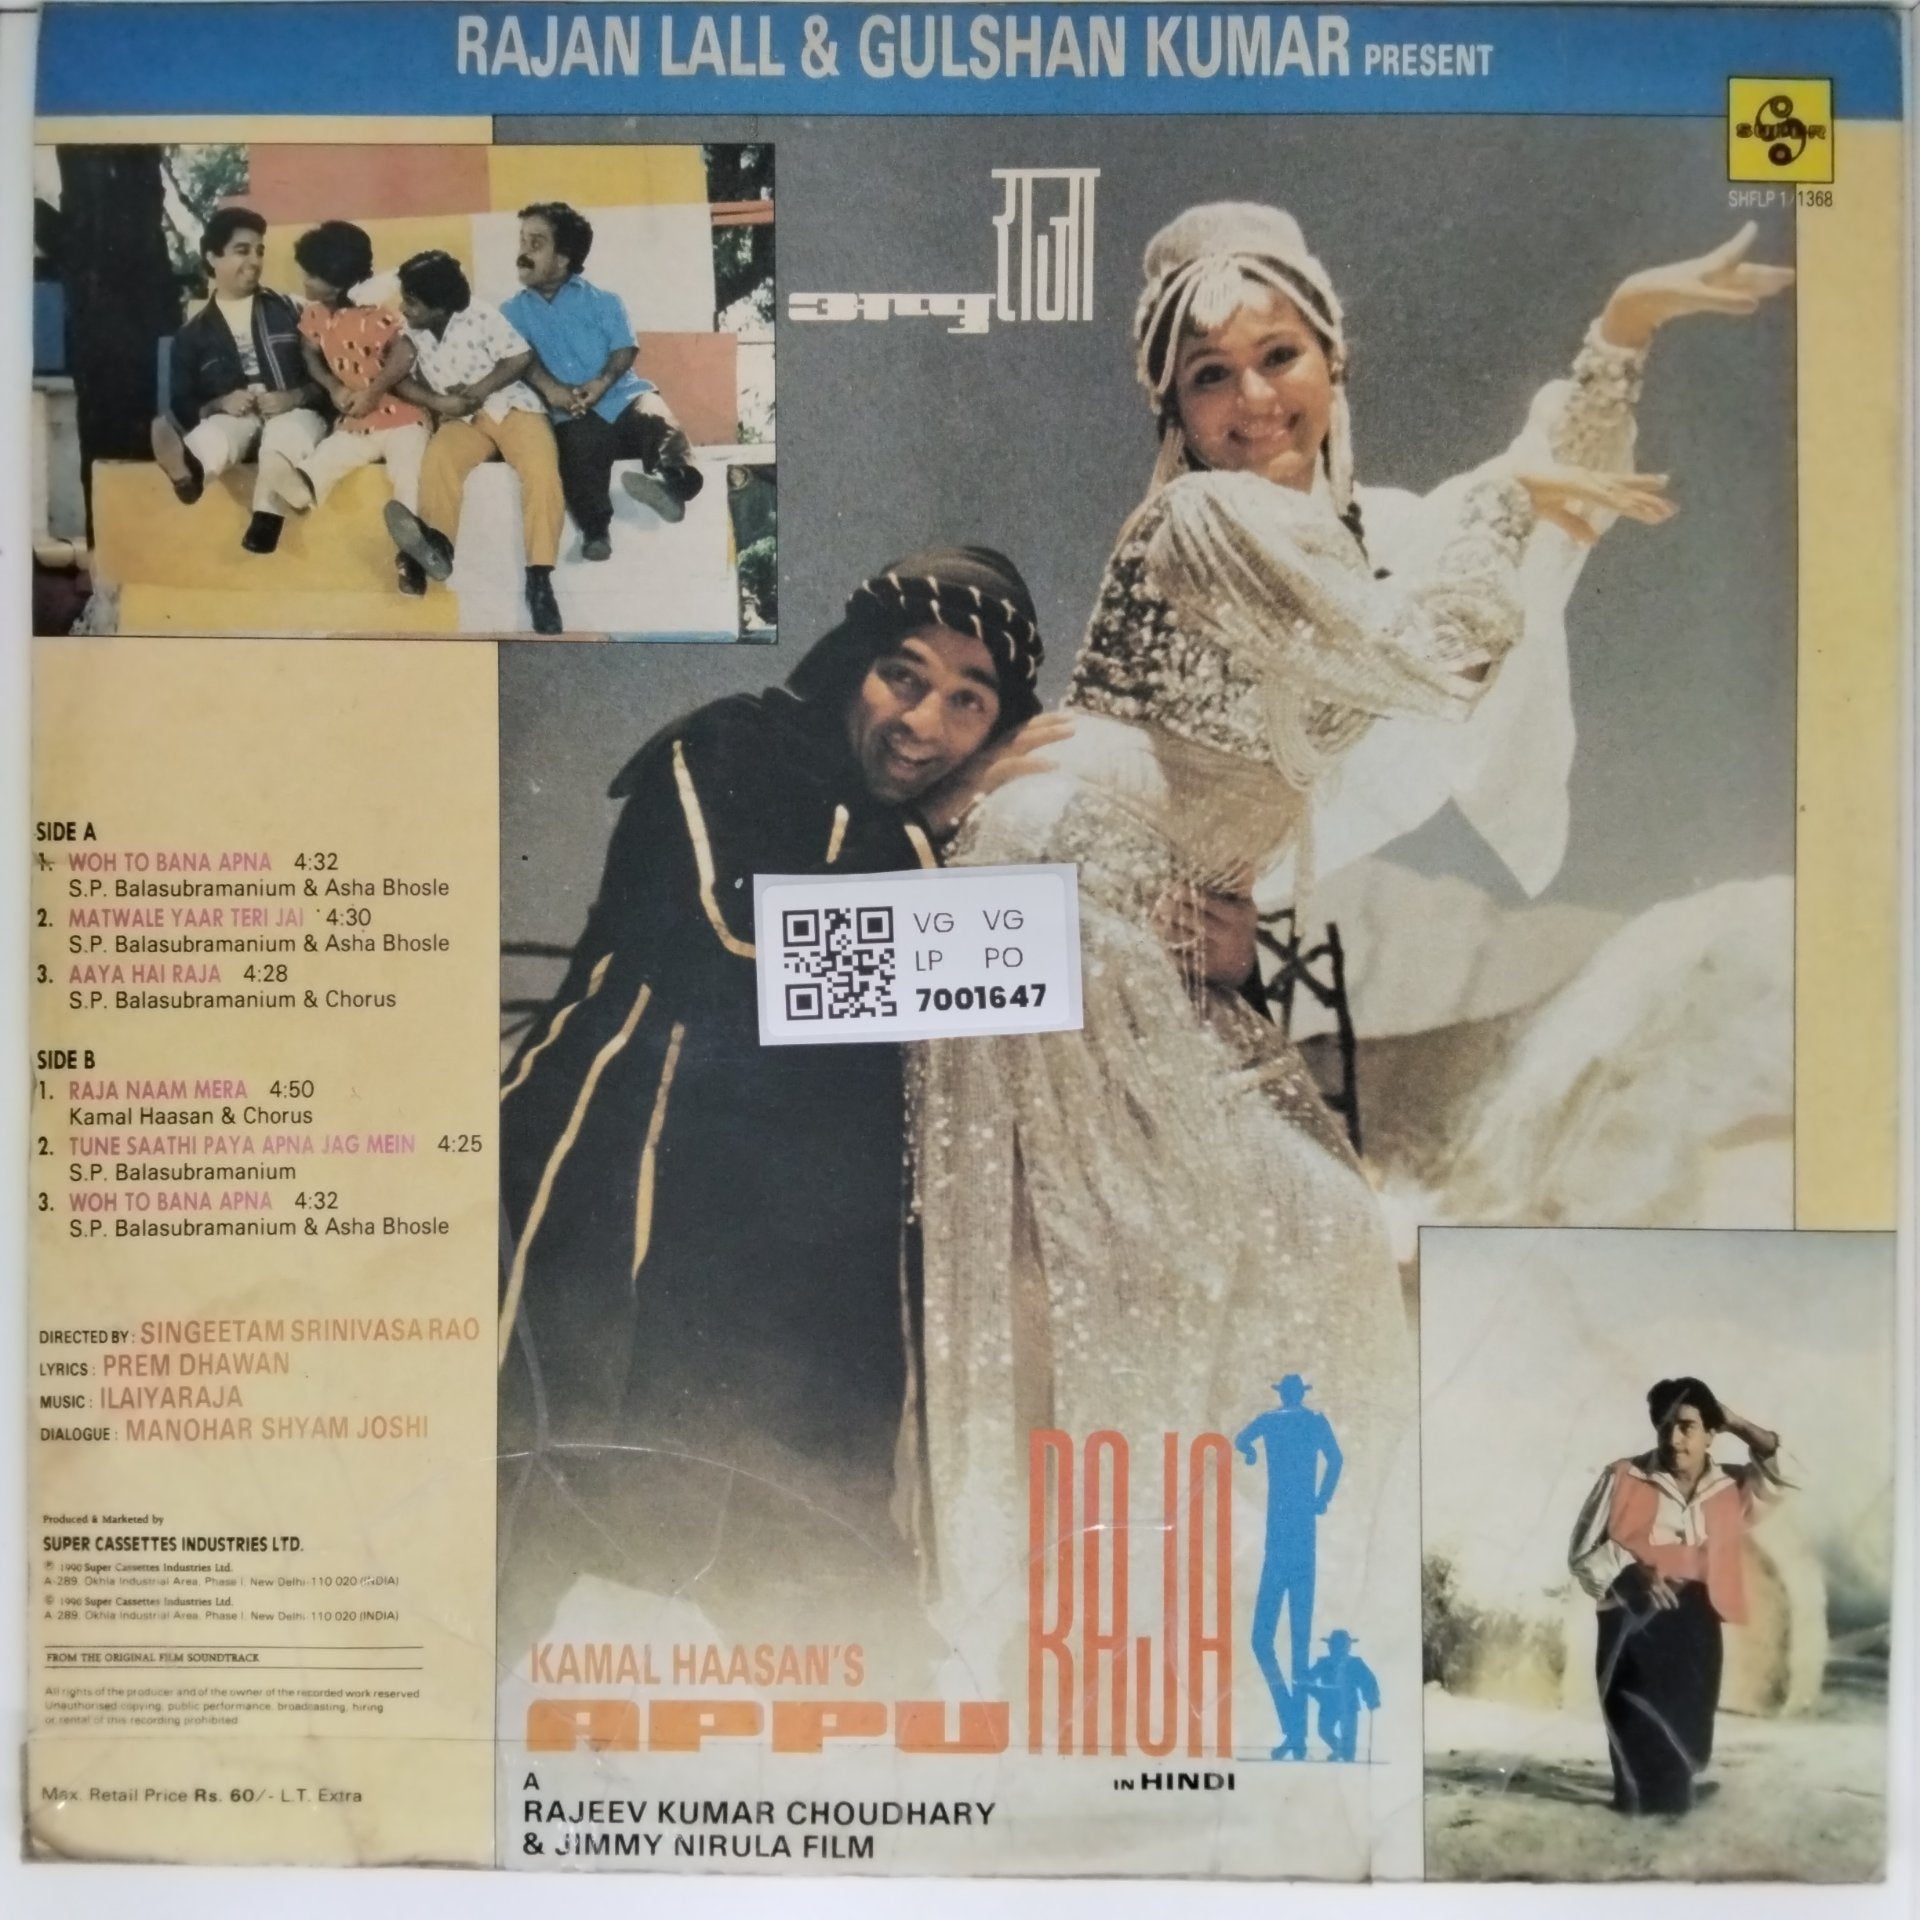 RAJAN LALL & GULSHAN KUMAR PRESENT
SUPER
SHFLP 1/1368
अप्पु राजा
SIDE A
1. WOH TO BANA APNA 4:32
S.P. Balasubramanium & Asha Bhosle
2. MATWALE YAAR TERI JAI 4:30
S.P. Balasubramanium & Asha Bhosle
3. AAYA HAI RAJA 4:28
S.P. Balasubramanium & Chorus
SIDE B
1. RAJA NAAM MERA 4:50
Kamal Haasan & Chorus
2. TUNE SAATHI PAYA APNA JAG MEIN 4:25
S.P. Balasubramanium
3. WOH TO BANA APNA 4:32
S.P. Balasubramanium & Asha Bhosle
DIRECTED BY: SINGEETAM SRINIVASA RAO
LYRICS: PREM DHAWAN
MUSIC: ILAIYARAJA
DIALOGUE: MANOHAR SHYAM JOSHI
Produced & Marketed by
SUPER CASSETTES INDUSTRIES LTD.
℗ 1990 Super Cassettes Industries Ltd.
A-289, Okhla Industrial Area, Phase I, New Delhi-110 020 (INDIA)
© 1990 Super Cassettes Industries Ltd.
A-289, Okhla Industrial Area, Phase I, New Delhi-110 020 (INDIA)
FROM THE ORIGINAL FILM SOUNDTRACK
All rights of the producer and of the owner of the recorded work reserved
Unauthorised copying, public performance, broadcasting, hiring
or rental of this recording prohibited
Max. Retail Price Rs. 60/- L.T. Extra
VG VG
LP PO
7001647
KAMAL HAASAN'S
APPU RAJA
IN HINDI
A
RAJEEV KUMAR CHOUDHARY
& JIMMY NIRULA FILM